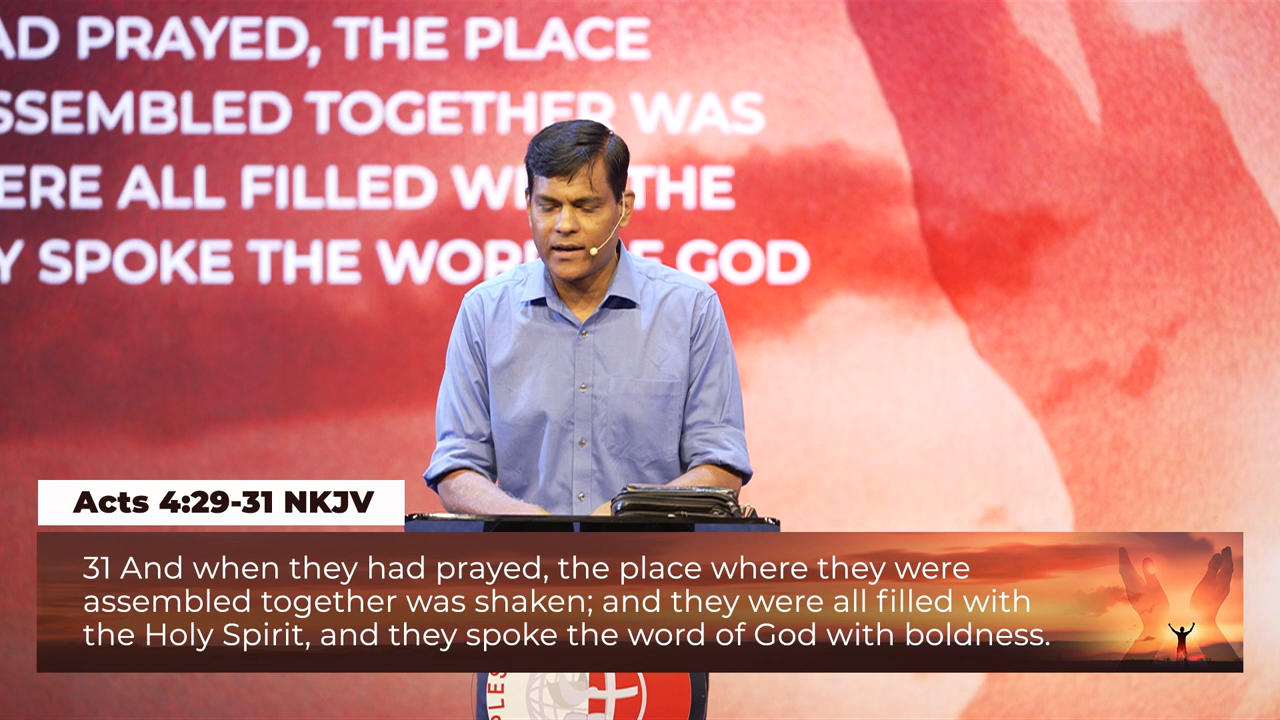 AD PRAYED, THE PLACE
SSEMBLED TOGETHER WAS
ERE ALL FILLED THE
Y SPOKE THE GOD
Acts 4:29-31 NKJV
31 And when they had prayed, the place where they were
assembled together was shaken; and they were all filled with
the Holy Spirit, and they spoke the word of God with boldness.
PLES